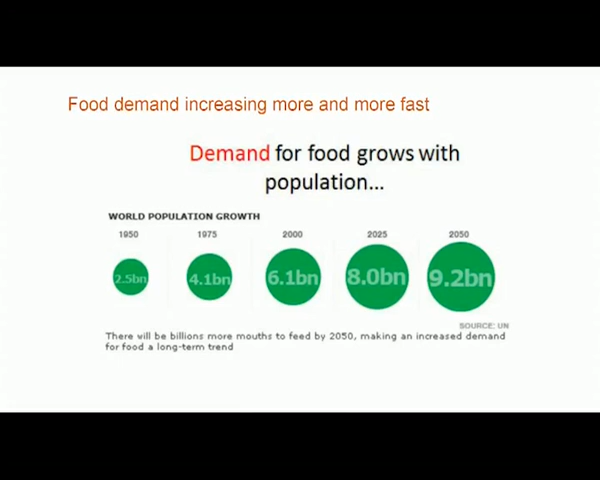 Food demand increasing more and more fast
Demand for food grows with
population...
WORLD POPULATION GROWTH
1950 1975 2000 2025 2050
2.5bn 4.1bn 6.1bn 8.0bn 9.2bn
SOURCE: UN
There will be billions more mouths to feed by 2050, making an increased demand
for food a long-term trend